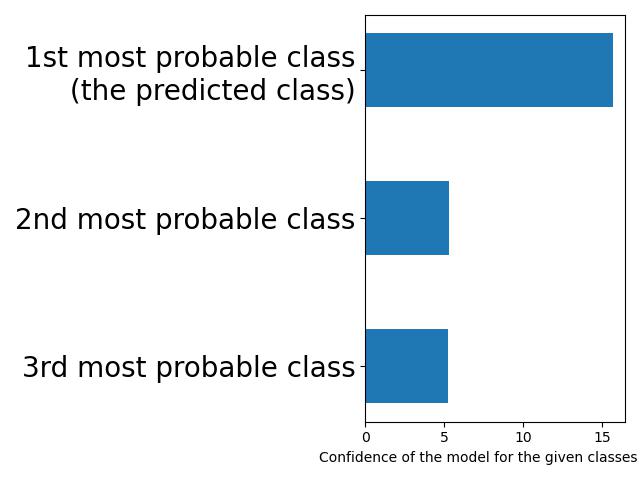 1st most probable class
(the predicted class)
2nd most probable class
3rd most probable class
0 5 10 15
Confidence of the model for the given classes